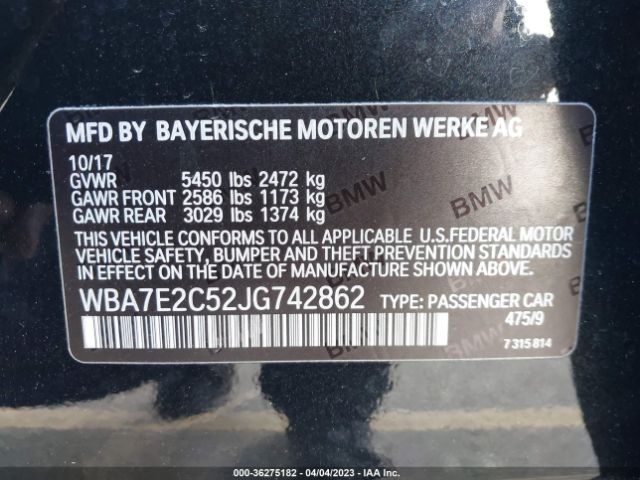 MFD BY BAYERISCHE MOTOREN WERKE AG
10/17
GVWR 5450 lbs 2472 kg
GAWR FRONT 2586 lbs 1173 kg
GAWR REAR 3029 lbs 1374 kg
THIS VEHICLE CONFORMS TO ALL APPLICABLE U.S.FEDERAL MOTOR
VEHICLE SAFETY, BUMPER AND THEFT PREVENTION STANDARDS
IN EFFECT ON THE DATE OF MANUFACTURE SHOWN ABOVE.
WBA7E2C52JG742862 TYPE: PASSENGER CAR
475/9
7 315 814
000-36275182 - 04/04/2023 - IAA Inc.